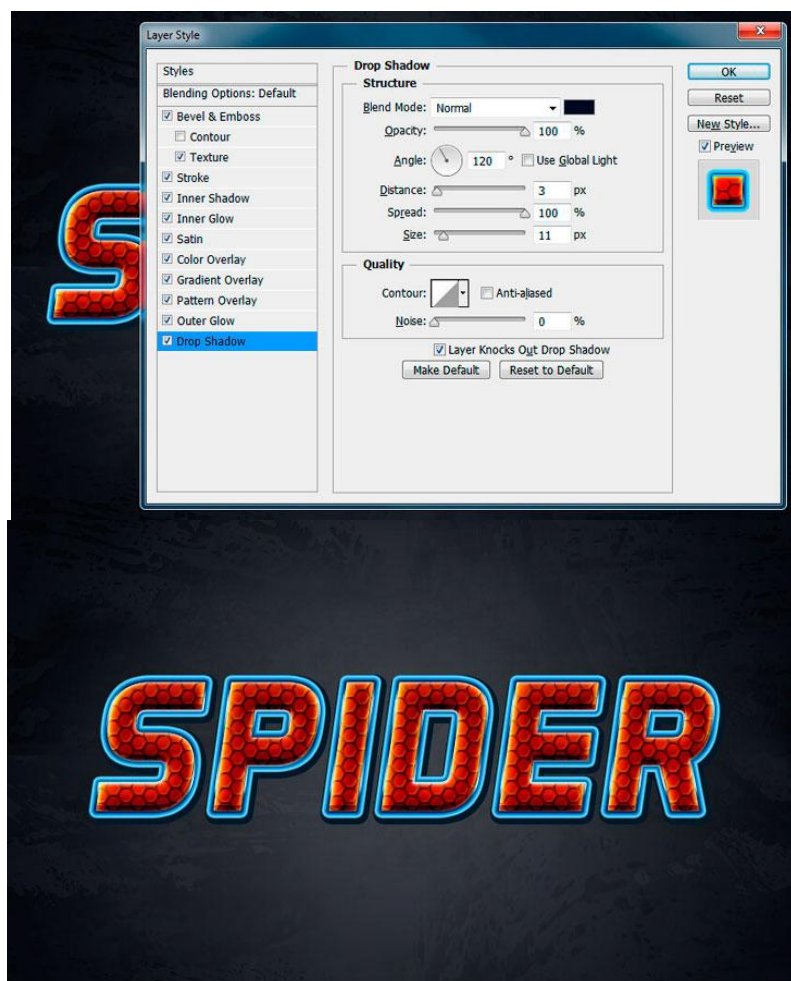 Layer Style
Styles
Blending Options: Default
Bevel & Emboss
Contour
Texture
Stroke
Inner Shadow
Inner Glow
Satin
Color Overlay
Gradient Overlay
Pattern Overlay
Outer Glow
Drop Shadow
Drop Shadow
Structure
Blend Mode: Normal
Opacity: 100 %
Angle: 120 ° Use Global Light
Distance: 3 px
Spread: 100 %
Size: 11 px
Quality
Contour: Anti-aliased
Noise: 0 %
Layer Knocks Out Drop Shadow
Make Default Reset to Default
OK
Reset
New Style...
Preview
S
SPIDER